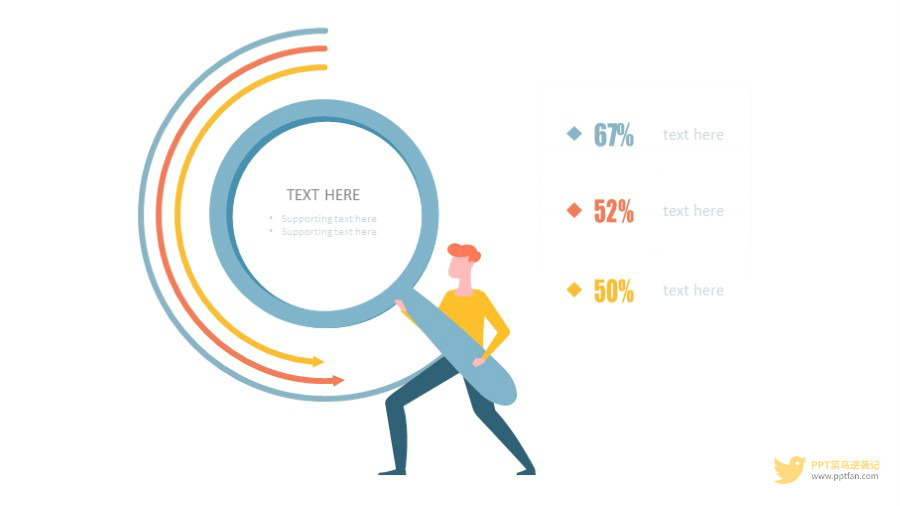 TEXT HERE
• Supporting text here
• Supporting text here
67% text here
52% text here
50% text here
PPT菜鸟逆袭记
www.pptfan.com